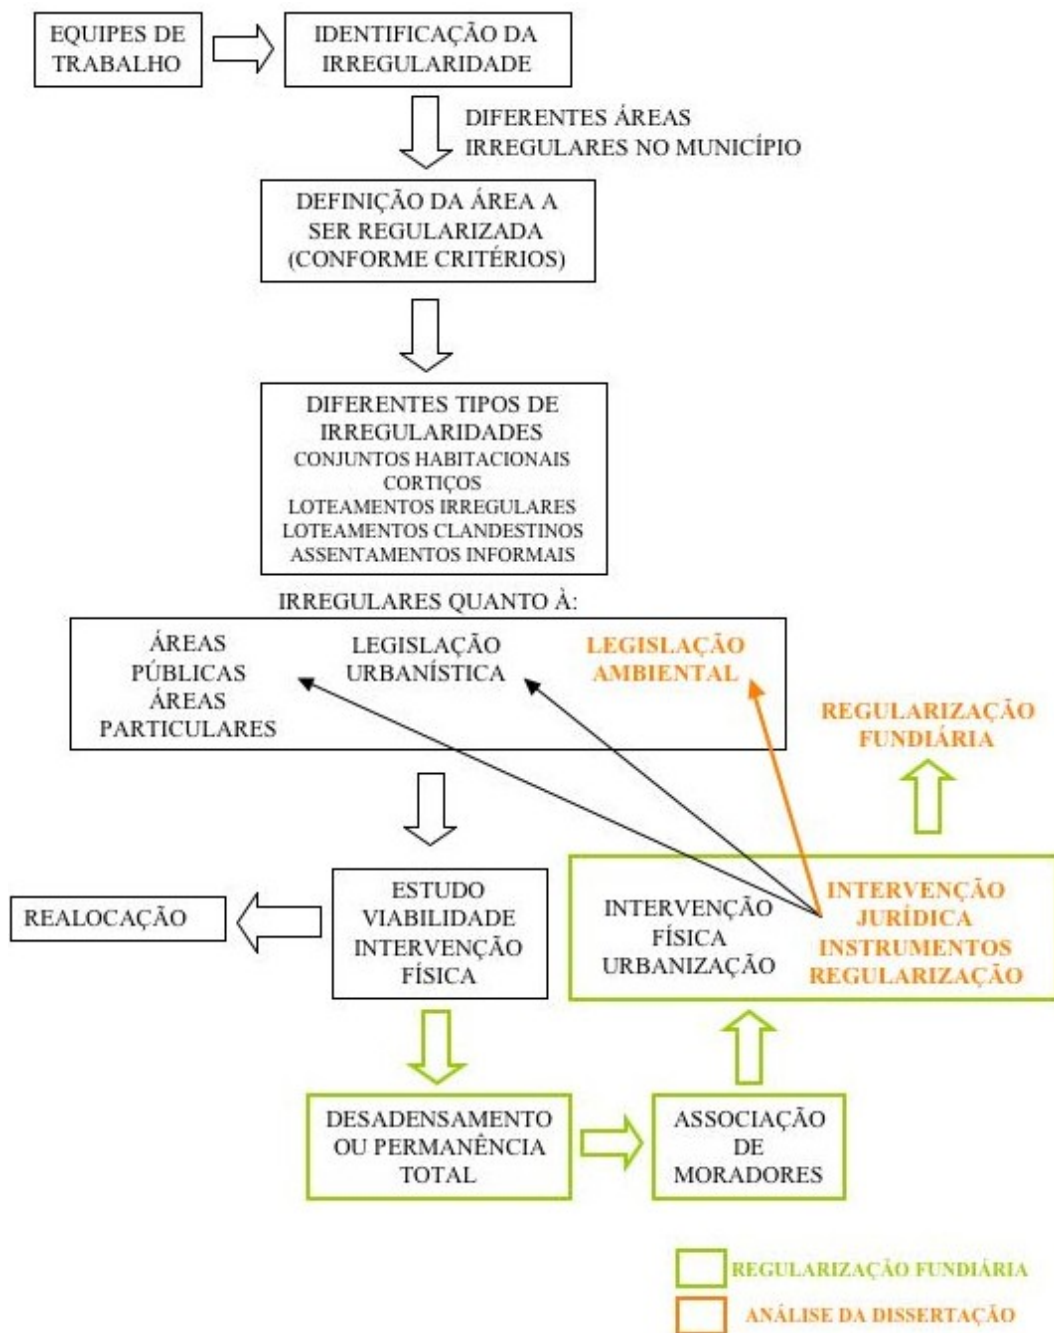 EQUIPES DE
TRABALHO
IDENTIFICAÇÃO DA
IRREGULARIDADE
DIFERENTES ÁREAS
IRREGULARES NO MUNICÍPIO
DEFINIÇÃO DA ÁREA A
SER REGULARIZADA
(CONFORME CRITÉRIOS)
DIFERENTES TIPOS DE
IRREGULARIDADES
CONJUNTOS HABITACIONAIS
CORTIÇOS
LOTEAMENTOS IRREGULARES
LOTEAMENTOS CLANDESTINOS
ASSENTAMENTOS INFORMAIS
IRREGULARES QUANTO À:
ÁREAS
PÚBLICAS
ÁREAS
PARTICULARES
LEGISLAÇÃO
URBANÍSTICA
LEGISLAÇÃO
AMBIENTAL
REGULARIZAÇÃO
FUNDIÁRIA
REALOCAÇÃO
ESTUDO
VIABILIDADE
INTERVENÇÃO
FÍSICA
INTERVENÇÃO
FÍSICA
URBANIZAÇÃO
INTERVENÇÃO
JURÍDICA
INSTRUMENTOS
REGULARIZAÇÃO
DESADENSAMENTO
OU PERMANÊNCIA
TOTAL
ASSOCIAÇÃO
DE
MORADORES
REGULARIZAÇÃO FUNDIÁRIA
ANÁLISE DA DISSERTAÇÃO